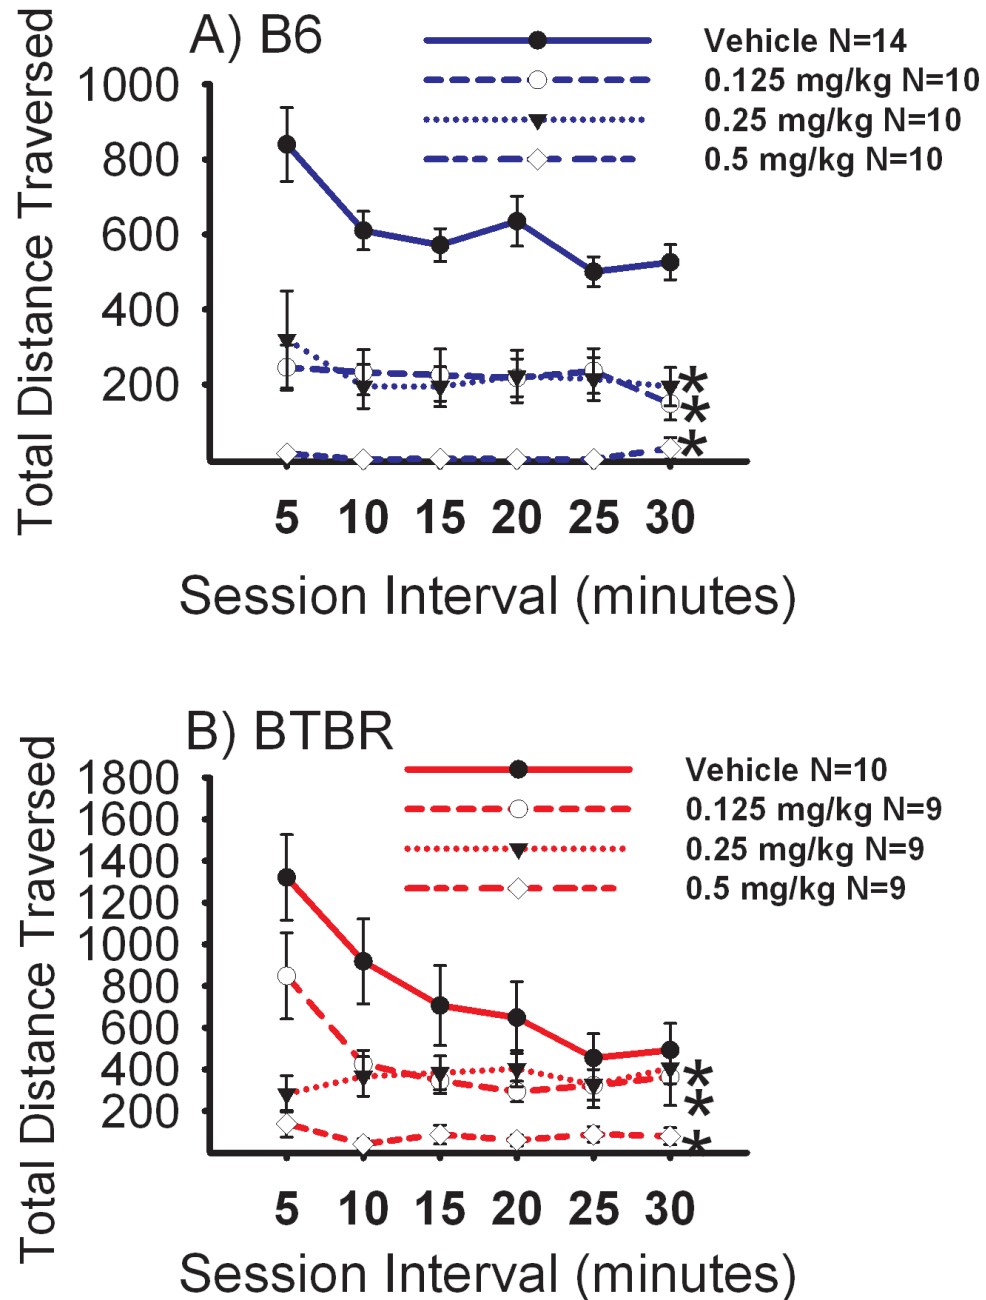 A) B6
Vehicle N=14
0.125 mg/kg N=10
0.25 mg/kg N=10
0.5 mg/kg N=10
Total Distance Traversed
1000
800
600
400
200
5 10 15 20 25 30
*
*
*
Session Interval (minutes)
B) BTBR
Vehicle N=10
0.125 mg/kg N=9
0.25 mg/kg N=9
0.5 mg/kg N=9
Total Distance Traversed
1800
1600
1400
1200
1000
800
600
400
200
*
*
*
5 10 15 20 25 30
Session Interval (minutes)